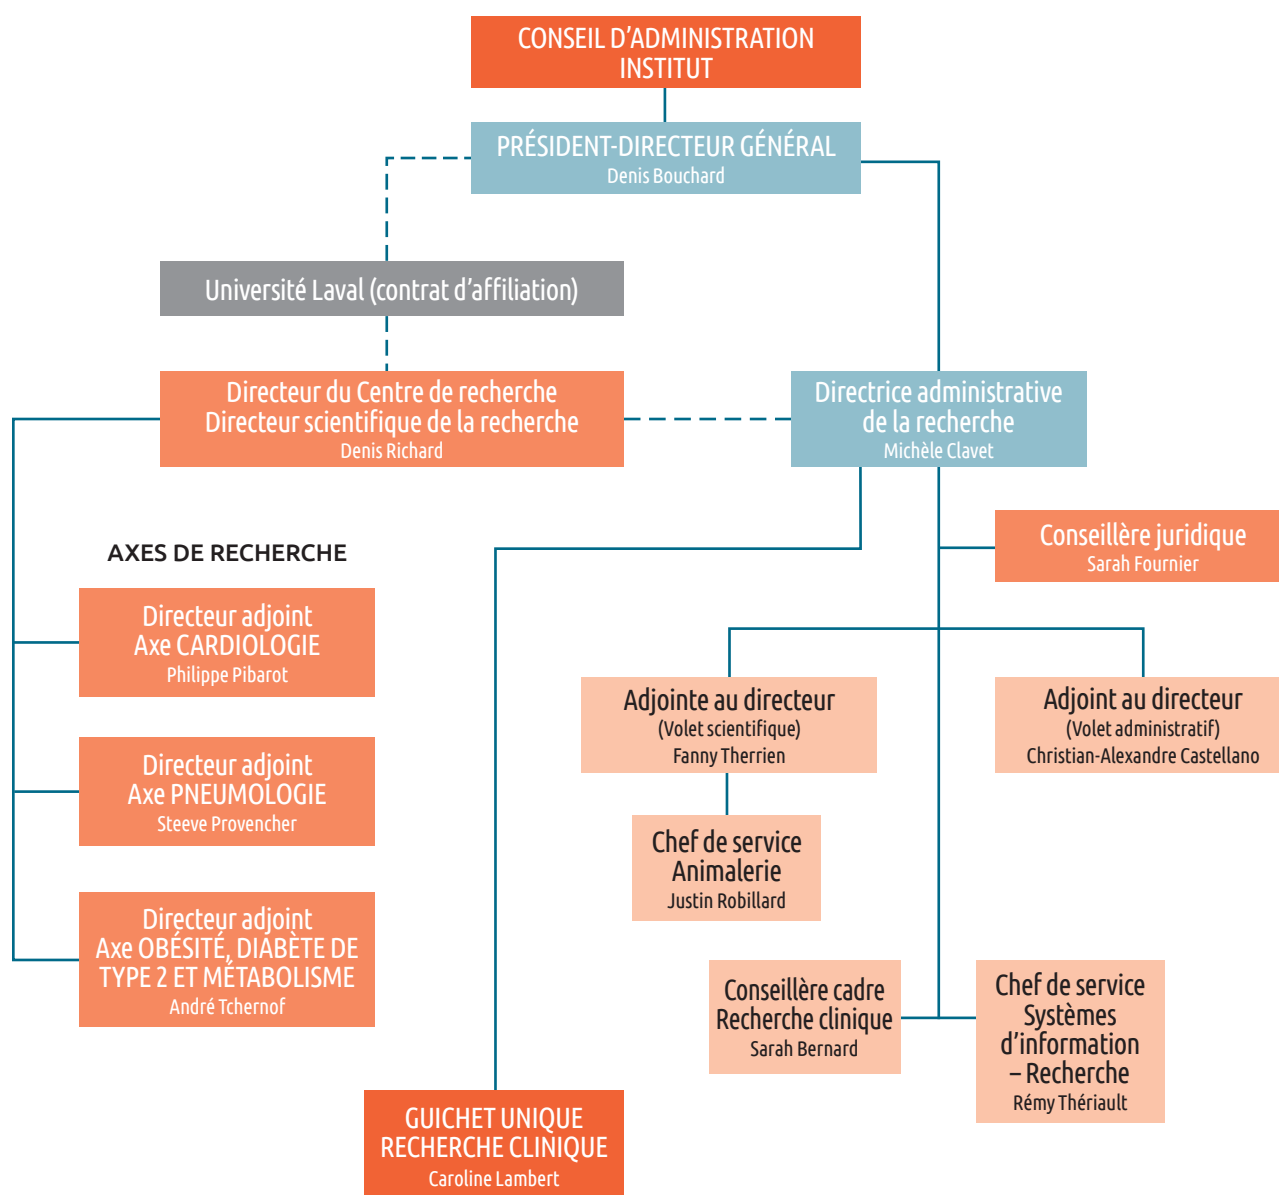 CONSEIL D’ADMINISTRATION
INSTITUT
PRÉSIDENT-DIRECTEUR GÉNÉRAL
Denis Bouchard
Université Laval (contrat d’affiliation)
Directeur du Centre de recherche
Directeur scientifique de la recherche
Denis Richard
Directrice administrative
de la recherche
Michèle Clavet
Conseillère juridique
Sarah Fournier
AXES DE RECHERCHE
Directeur adjoint
Axe CARDIOLOGIE
Philippe Pibarot
Directeur adjoint
Axe PNEUMOLOGIE
Steeve Provencher
Directeur adjoint
Axe OBÉSITÉ, DIABÈTE DE
TYPE 2 ET MÉTABOLISME
André Tchernof
Adjointe au directeur
(Volet scientifique)
Fanny Therrien
Adjoint au directeur
(Volet administratif)
Christian-Alexandre Castellano
Chef de service
Animalerie
Justin Robillard
Conseillère cadre
Recherche clinique
Sarah Bernard
Chef de service
Systèmes
d’information
– Recherche
Rémy Thériault
GUICHET UNIQUE
RECHERCHE CLINIQUE
Caroline Lambert